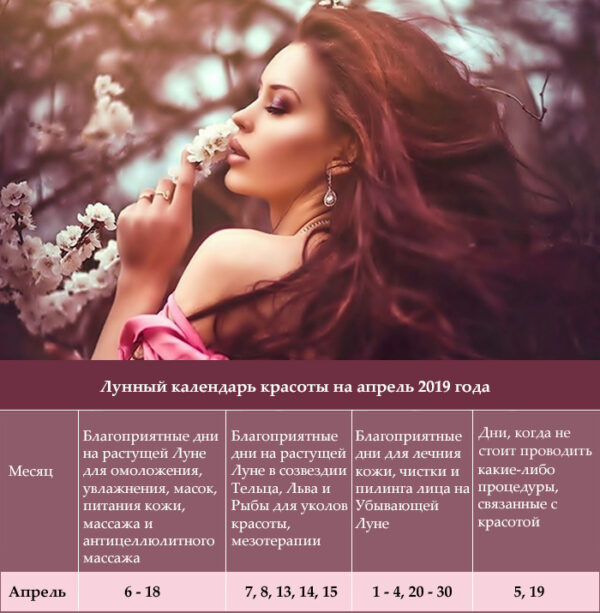 Лунный календарь красоты на апрель 2019 года
Месяц
Благоприятные дни
на растущей Луне
для омоложения,
увлажнения, масок,
питания кожи,
массажа и
антицеллюлитного
массажа
Благоприятные
дни на растущей
Луне в созвездии
Тельца, Льва и
Рыбы для уколов
красоты,
мезотерапии
Благоприятные
дни для лечния
кожи, чистки и
пилинга лица на
Убывающей
Луне
Дни, когда не
стоит проводить
какие-либо
процедуры,
связанные с
красотой
Апрель
6 - 18
7, 8, 13, 14, 15
1 - 4, 20 - 30
5, 19